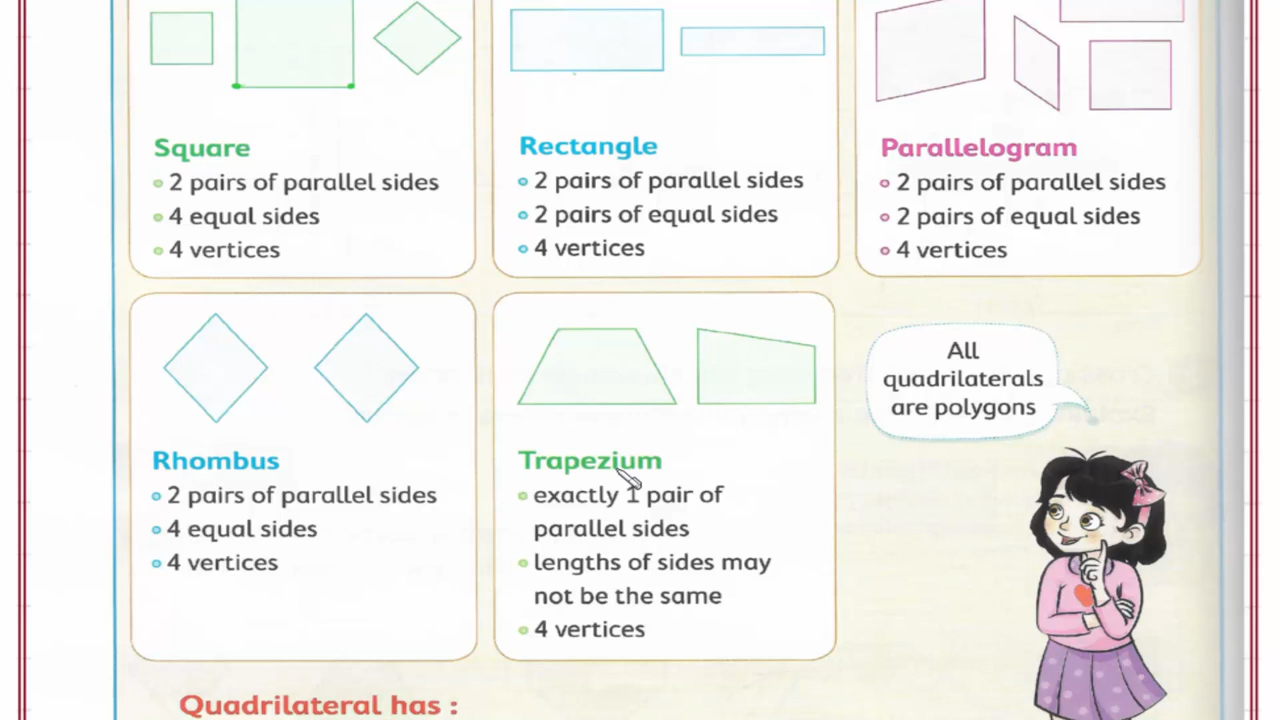 Square
2 pairs of parallel sides
4 equal sides
4 vertices
Rectangle
2 pairs of parallel sides
2 pairs of equal sides
4 vertices
Parallelogram
2 pairs of parallel sides
2 pairs of equal sides
4 vertices
Rhombus
2 pairs of parallel sides
4 equal sides
4 vertices
Trapezium
exactly 1 pair of
parallel sides
lengths of sides may
not be the same
4 vertices
All
quadrilaterals
are polygons
Quadrilateral has :